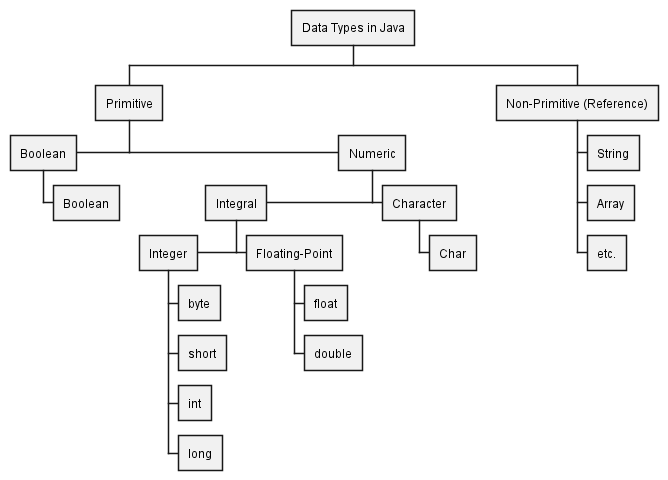 Data Types in Java
Primitive
Non-Primitive (Reference)
Boolean
Numeric
String
Boolean
Integral
Character
Array
Integer
Floating-Point
Char
etc.
byte
float
short
double
int
long